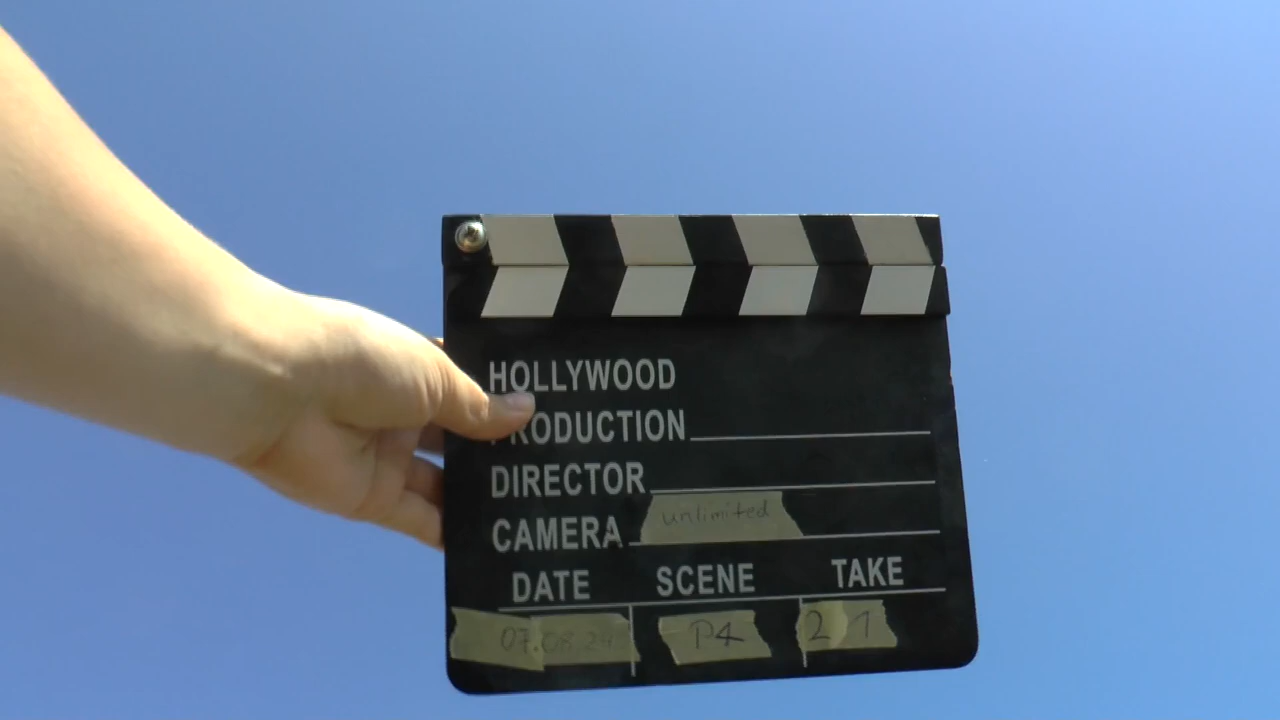 HOLLYWOOD
PRODUCTION
DIRECTOR
CAMERA unlimited
DATE SCENE TAKE
07.08.24 P4 21